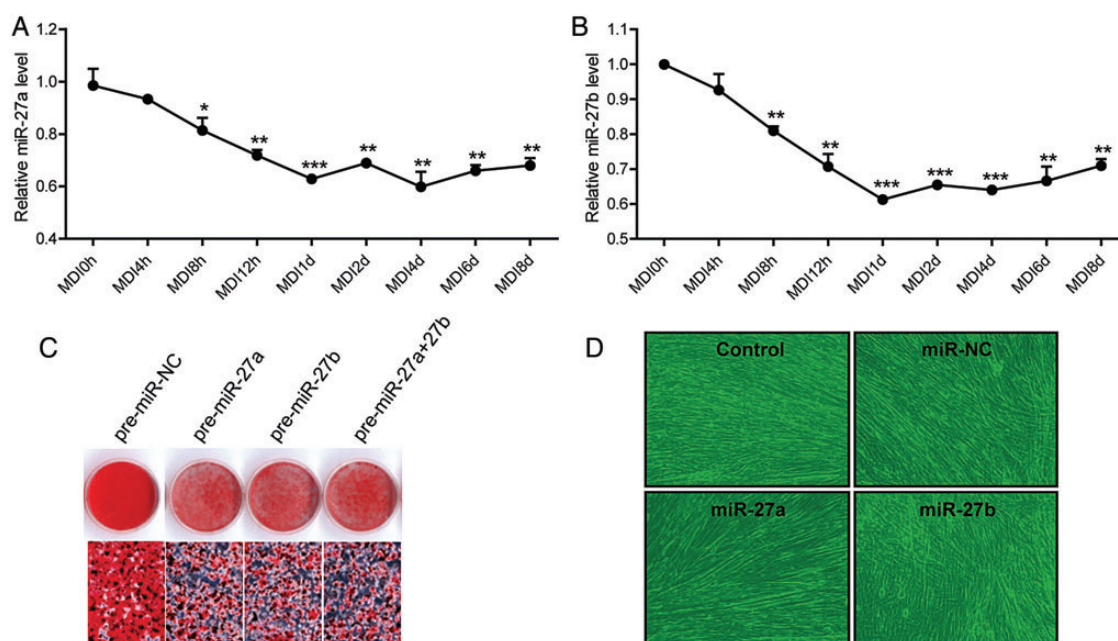 A
Relative miR-27a level
1.2
1.0
0.8
0.6
0.4
*
**
***
**
**
**
**
MDI0h
MDI4h
MDI8h
MDI12h
MDI1d
MDI2d
MDI4d
MDI6d
MDI8d
B
Relative miR-27b level
1.1
1.0
0.9
0.8
0.7
0.6
0.5
**
**
***
***
***
**
**
MDI0h
MDI4h
MDI8h
MDI12h
MDI1d
MDI2d
MDI4d
MDI6d
MDI8d
C
pre-miR-NC
pre-miR-27a
pre-miR-27b
pre-miR-27a+27b
D
Control
miR-NC
miR-27a
miR-27b